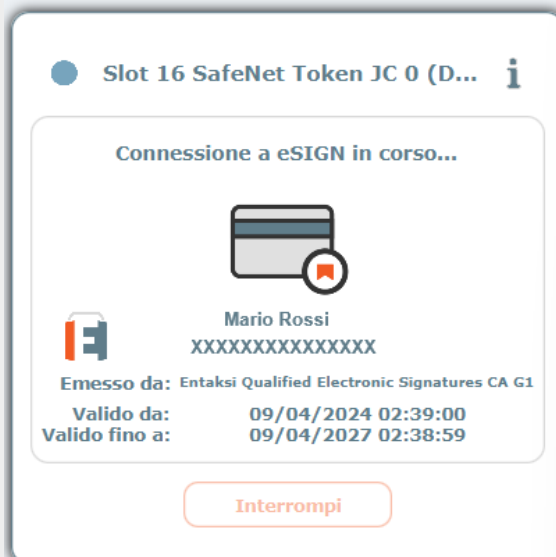 Slot 16 SafeNet Token JC 0 (D...
Connessione a eSIGN in corso...
Mario Rossi
XXXXXXXXXXXXXXX
Emesso da: Entaksi Qualified Electronic Signatures CA G1
Valido da: 09/04/2024 02:39:00
Valido fino a: 09/04/2027 02:38:59
Interrompi